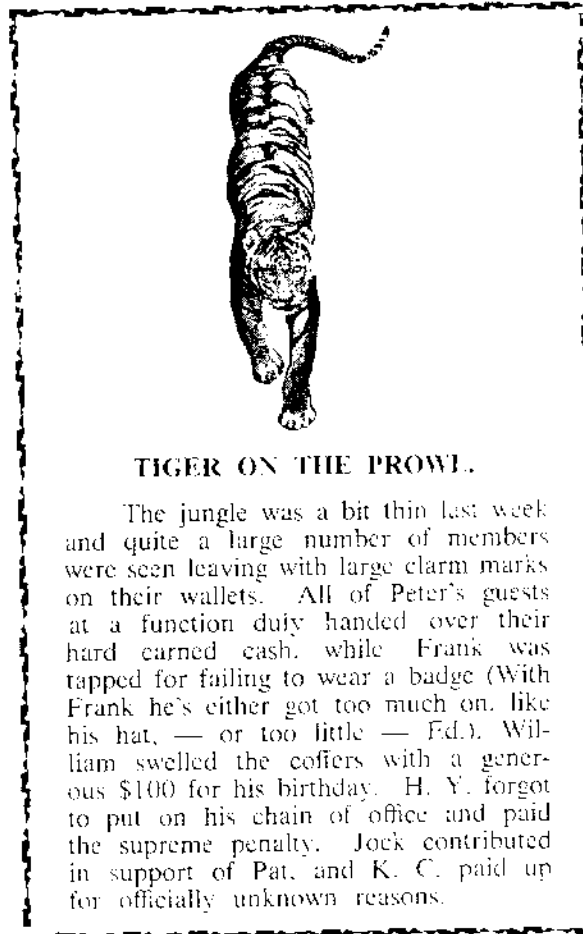 TIGER ON THE PROWL.
The jungle was a bit thin last week
and quite a large number of members
were seen leaving with large clarm marks
on their wallets. All of Peter's guests
at a function duly handed over their
hard earned cash, while Frank was
tapped for failing to wear a badge (With
Frank he's either got too much on, like
his hat, — or too little — Ed.). Wil-
liam swelled the coffers with a gener-
ous $100 for his birthday. H. Y. forgot
to put on his chain of office and paid
the supreme penalty. Jock contributed
in support of Pat, and K. C. paid up
for officially unknown reasons.